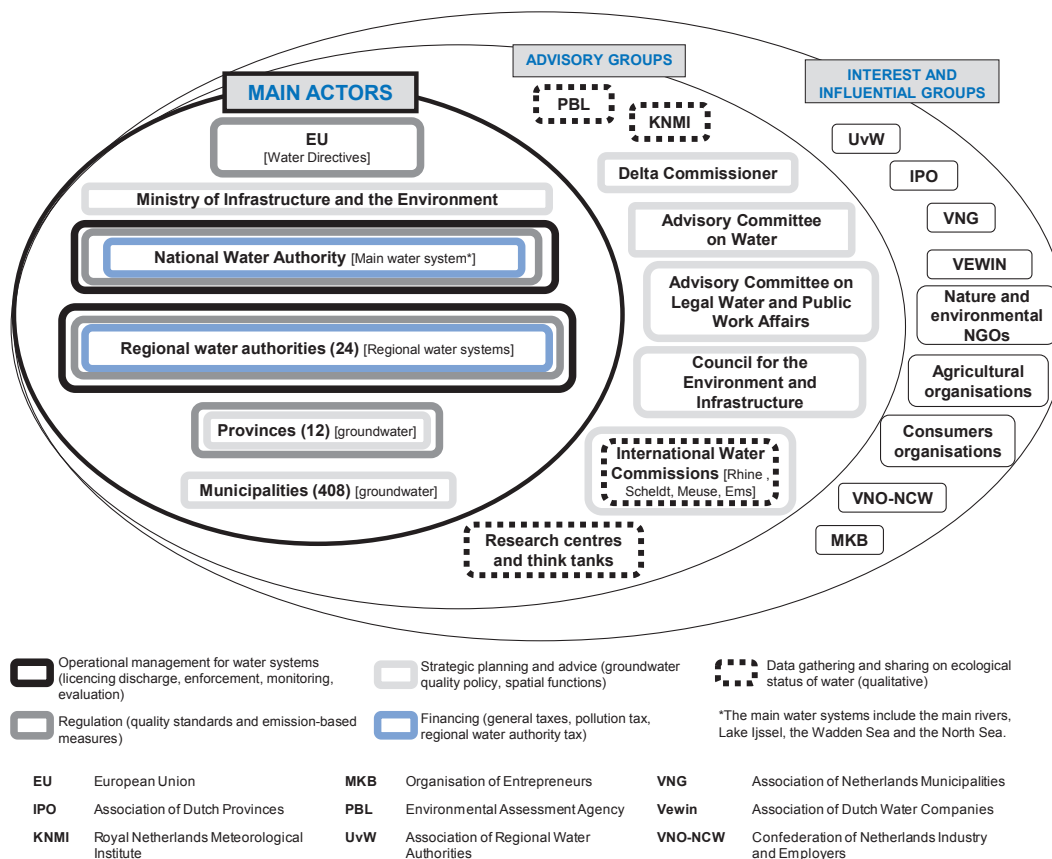 ADVISORY GROUPS
INTEREST AND
INFLUENTIAL GROUPS
MAIN ACTORS
EU
[Water Directives]
Ministry of Infrastructure and the Environment
National Water Authority [Main water system*]
Regional water authorities (24) [Regional water systems]
Provinces (12) [groundwater]
Municipalities (408) [groundwater]
PBL
KNMI
Delta Commissioner
Advisory Committee
on Water
Advisory Committee on
Legal Water and Public
Work Affairs
Council for the
Environment and
Infrastructure
International Water
Commissions [Rhine ,
Scheldt, Meuse, Ems]
Research centres
and think tanks
UvW
IPO
VNG
VEWIN
Nature and
environmental
NGOs
Agricultural
organisations
Consumers
organisations
VNO-NCW
MKB
Operational management for water systems
(licencing discharge, enforcement, monitoring,
evaluation)
Regulation (quality standards and emission-based
measures)
Strategic planning and advice (groundwater
quality policy, spatial functions)
Financing (general taxes, pollution tax,
regional water authority tax)
Data gathering and sharing on ecological
status of water (qualitative)
*The main water systems include the main rivers,
Lake Ijssel, the Wadden Sea and the North Sea.
EU European Union
IPO Association of Dutch Provinces
KNMI Royal Netherlands Meteorological
Institute
MKB Organisation of Entrepreneurs
PBL Environmental Assessment Agency
UvW Association of Regional Water
Authorities
VNG Association of Netherlands Municipalities
Vewin Association of Dutch Water Companies
VNO-NCW Confederation of Netherlands Industry
and Employers